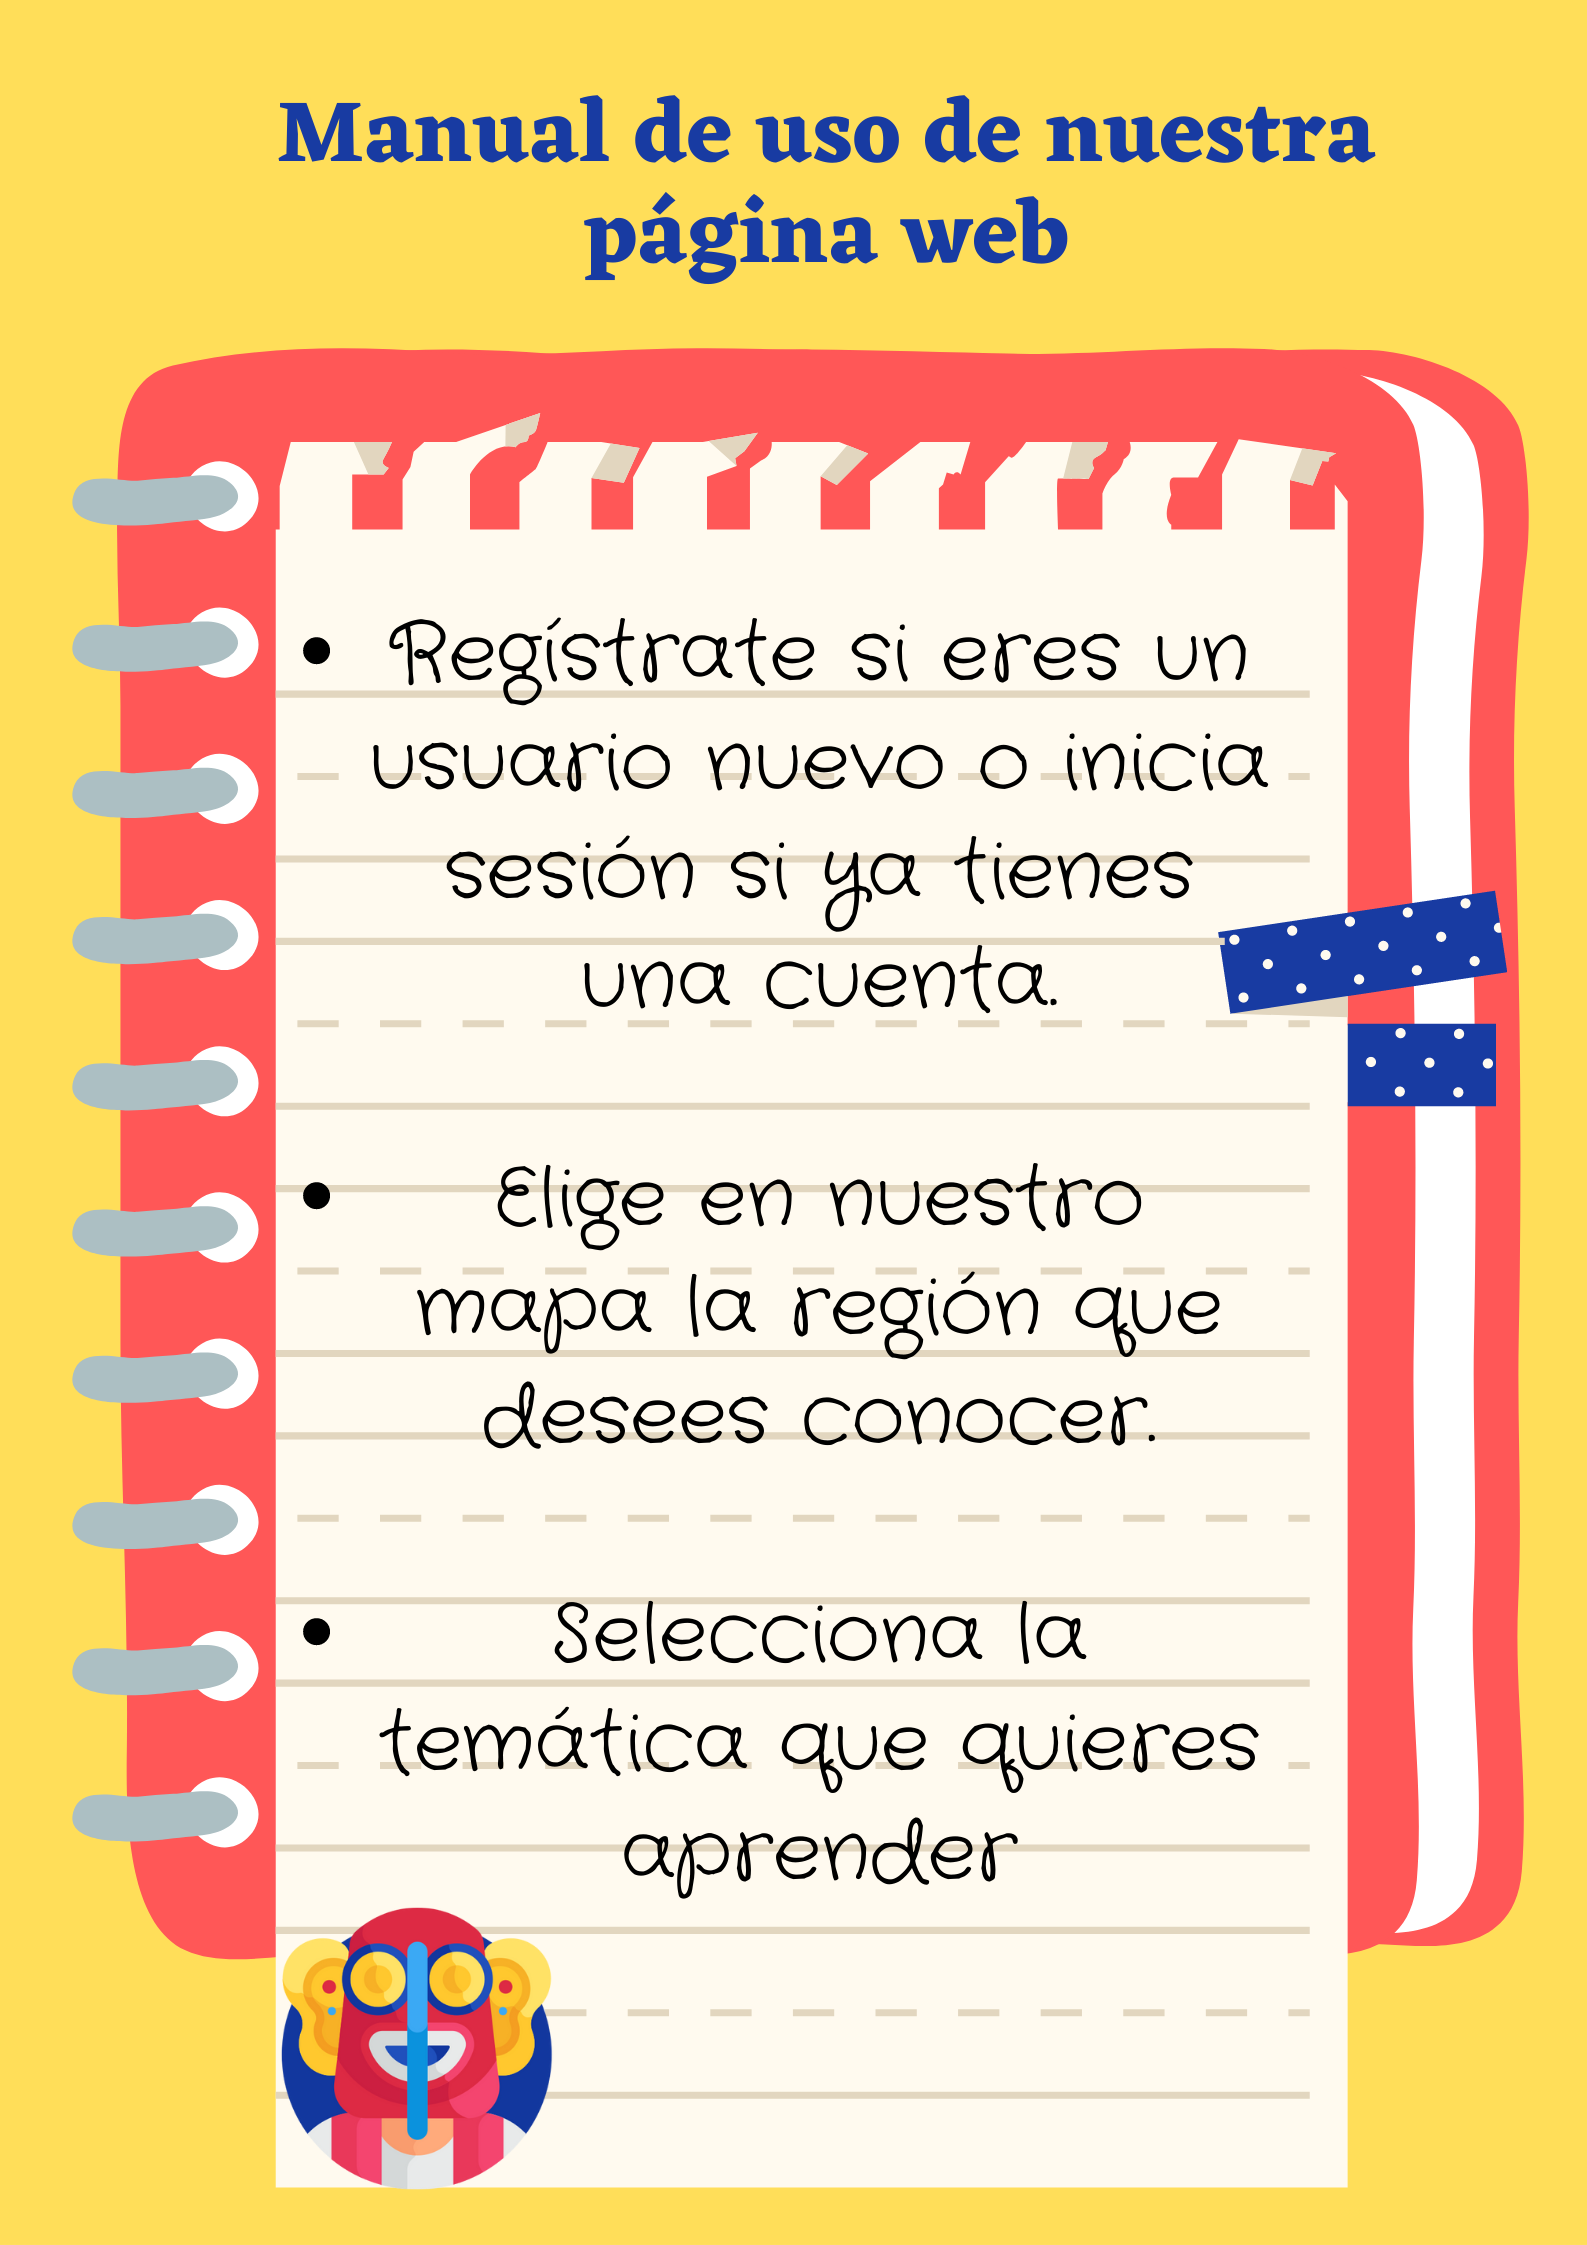 Manual de uso de nuestra
página web
• Regístrate si eres un
usuario nuevo o inicia
sesión si ya tienes
una cuenta.
• Elige en nuestro
mapa la región que
desees conocer.
• Selecciona la
temática que quieres
aprender